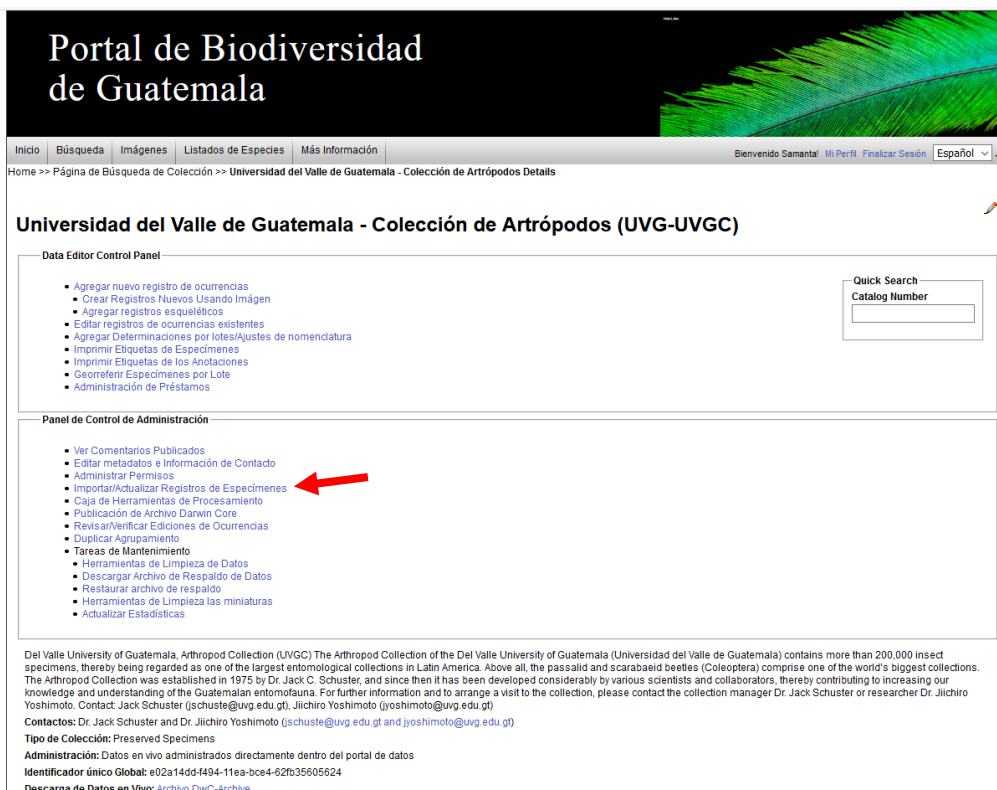 Portal de Biodiversidad
de Guatemala
Inicio Búsqueda Imágenes Listados de Especies Más Información
Bienvenido Samanta! Mi Perfil Finalizar Sesión Español
Home >> Página de Búsqueda de Colección >> Universidad del Valle de Guatemala - Colección de Artrópodos Details
Universidad del Valle de Guatemala - Colección de Artrópodos (UVG-UVGC)
Data Editor Control Panel
Agregar nuevo registro de ocurrencias
Crear Registros Nuevos Usando Imágen
Agregar registros esqueléticos
Editar registros de ocurrencias existentes
Agregar Determinaciones por lotes/Ajustes de nomenclatura
Imprimir Etiquetas de Especímenes
Imprimir Etiquetas de los Anotaciones
Georreferir Especímenes por Lote
Administración de Préstamos
Quick Search
Catalog Number
Panel de Control de Administración
Ver Comentarios Publicados
Editar metadatos e Información de Contacto
Administrar Permisos
Importar/Actualizar Registros de Especímenes
Caja de Herramientas de Procesamiento
Publicación de Archivo Darwin Core
Revisar/Verificar Ediciones de Ocurrencias
Duplicar Agrupamiento
Tareas de Mantenimiento
Herramientas de Limpieza de Datos
Descargar Archivo de Respaldo de Datos
Restaurar archivo de respaldo
Herramientas de Limpieza las miniaturas
Actualizar Estadísticas
Del Valle University of Guatemala, Arthropod Collection (UVGC) The Arthropod Collection of the Del Valle University of Guatemala (Universidad del Valle de Guatemala) contains more than 200,000 insect
specimens, thereby being regarded as one of the largest entomological collections in Latin America. Above all, the passalid and scarabaeid beetles (Coleoptera) comprise one of the world's biggest collections.
The Arthropod Collection was established in 1975 by Dr. Jack C. Schuster, and since then it has been developed considerably by various scientists and collaborators, thereby contributing to increasing our
knowledge and understanding of the Guatemalan entomofauna. For further information and to arrange a visit to the collection, please contact the collection manager Dr. Jack Schuster or researcher Dr. Jiichiro
Yoshimoto. Contact: Jack Schuster (jschuste@uvg.edu.gt), Jiichiro Yoshimoto (jyoshimoto@uvg.edu.gt)
Contactos: Dr. Jack Schuster and Dr. Jiichiro Yoshimoto (jschuste@uvg.edu.gt and jyoshimoto@uvg.edu.gt)
Tipo de Colección: Preserved Specimens
Administración: Datos en vivo administrados directamente dentro del portal de datos
Identificador único Global: e02a14dd-f494-11ea-bce4-62fb35605624
Descarga de Datos en Vivo: Archivo DwC-Archive